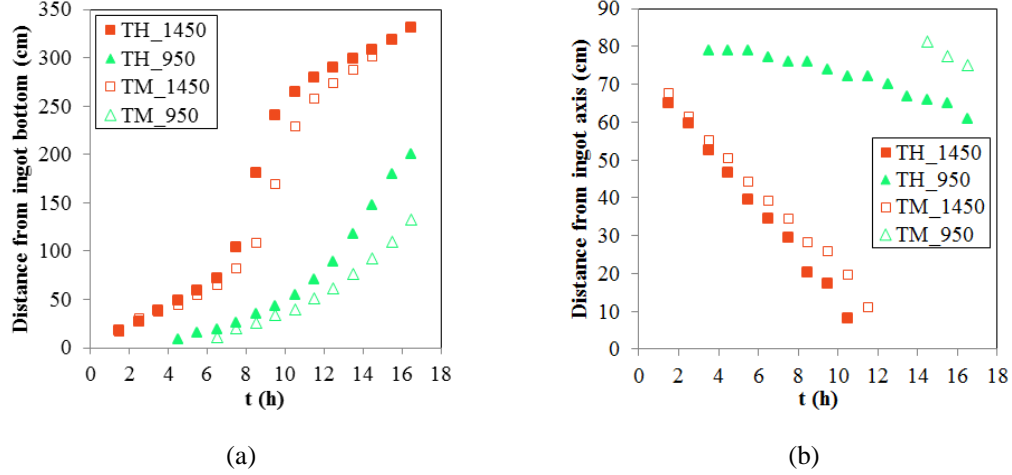 350
300
250
200
150
100
50
0
Distance from ingot bottom (cm)
TH_1450
TH_950
TM_1450
TM_950
0 2 4 6 8 10 12 14 16 18
t (h)
(a)
90
80
70
60
50
40
30
20
10
0
Distance from ingot axis (cm)
TH_1450
TH_950
TM_1450
TM_950
0 2 4 6 8 10 12 14 16 18
t (h)
(b)